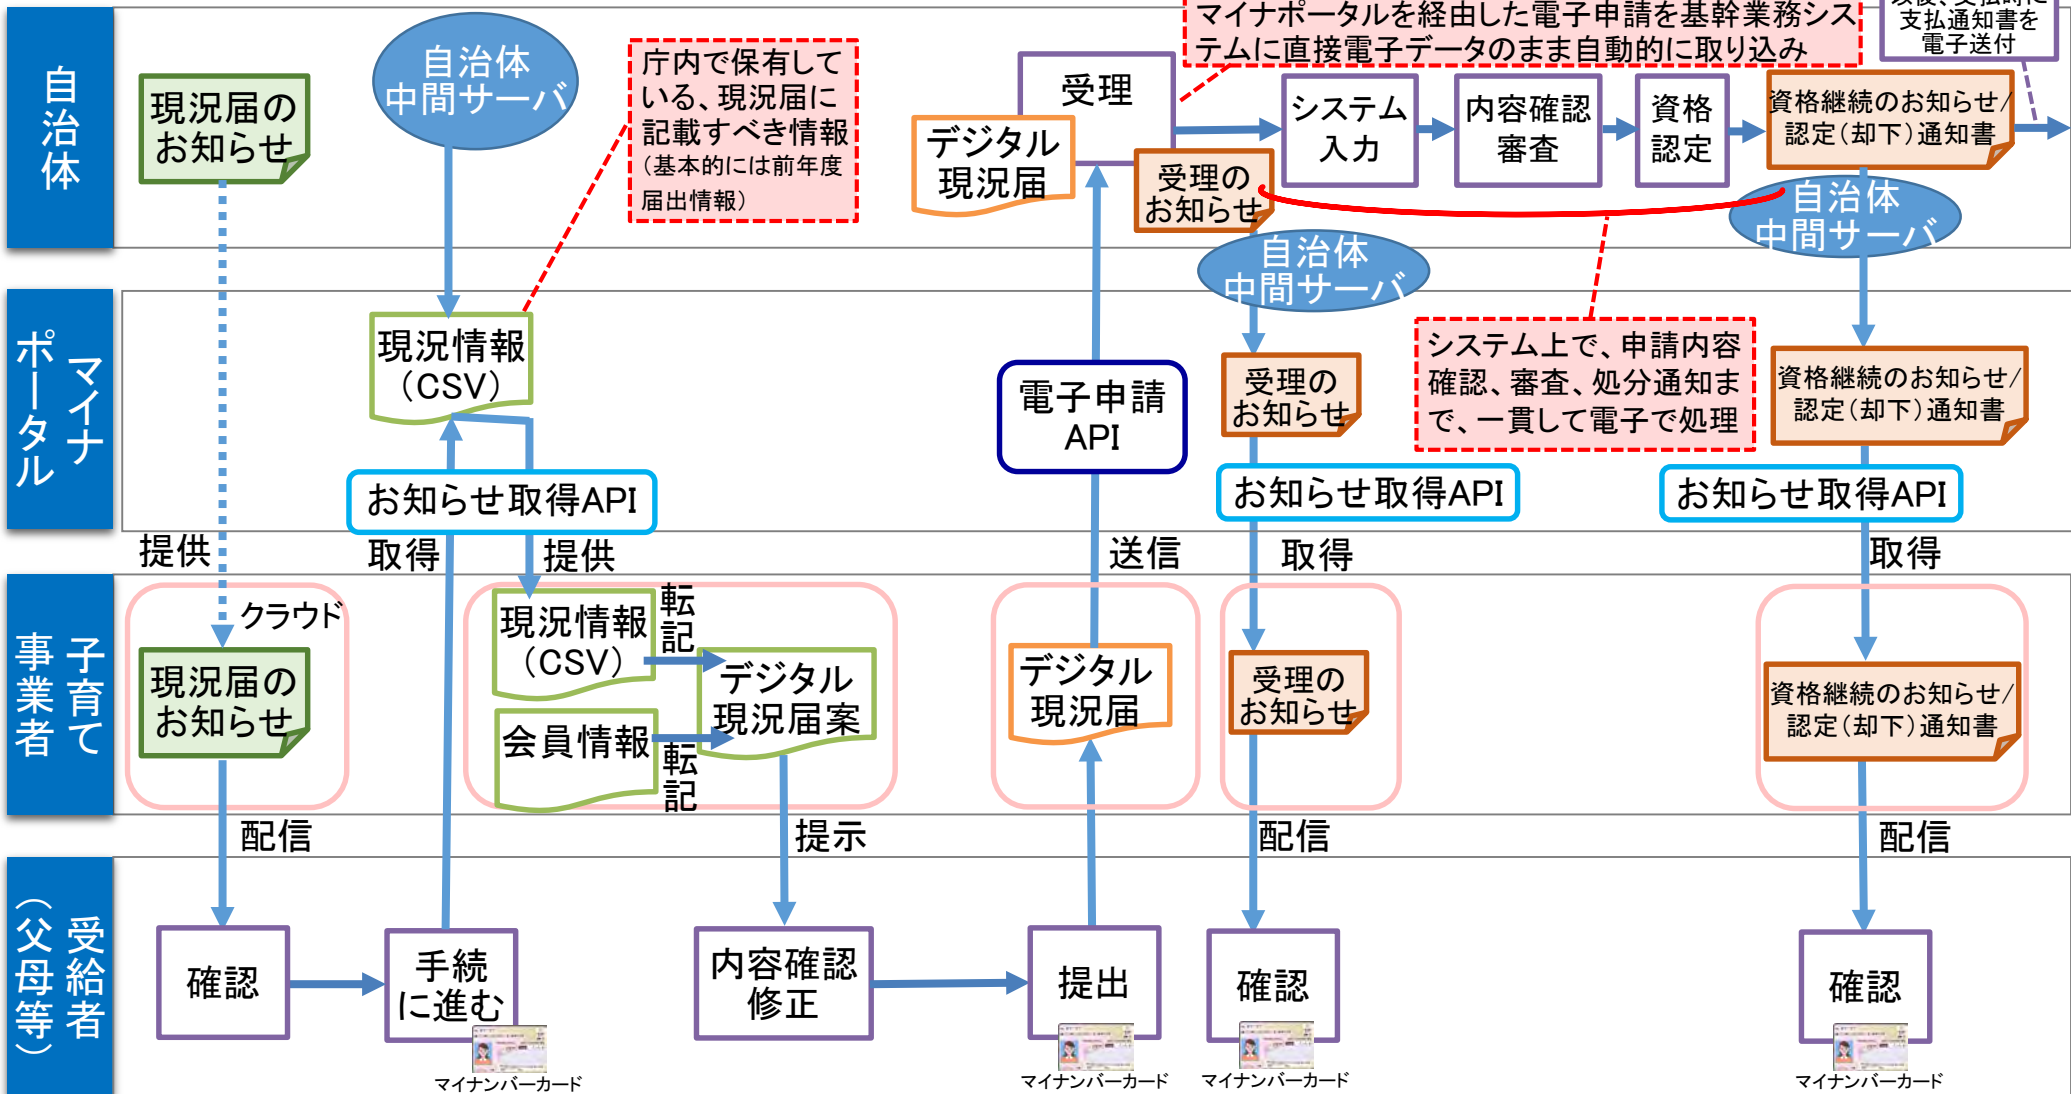 自治体
現況届の
お知らせ
自治体
中間サーバ
庁内で保有して
いる、現況届に
記載すべき情報
（基本的には前年度
届出情報）
マイナポータルを経由した電子申請を基幹業務シス
テムに直接電子データのまま自動的に取り込み
支払通知書を
電子送付
受理
デジタル
現況届
受理の
お知らせ
システム
入力
内容確認
審査
資格
認定
資格継続のお知らせ/
認定（却下）通知書
自治体
中間サーバ
自治体
中間サーバ
マイナ
ポータル
現況情報
（CSV）
お知らせ取得API
電子申請
API
受理の
お知らせ
お知らせ取得API
システム上で、申請内容
確認、審査、処分通知ま
で、一貫して電子で処理
資格継続のお知らせ/
認定（却下）通知書
お知らせ取得API
提供
取得
提供
送信
取得
取得
子育て
事業者
クラウド
現況届の
お知らせ
現況情報
（CSV）
転記
会員情報
転記
デジタル
現況届案
デジタル
現況届
受理の
お知らせ
資格継続のお知らせ/
認定（却下）通知書
配信
提示
配信
配信
受給者
（父母等）
確認
手続
に進む
マイナンバーカード
内容確認
修正
提出
マイナンバーカード
確認
マイナンバーカード
確認
マイナンバーカード